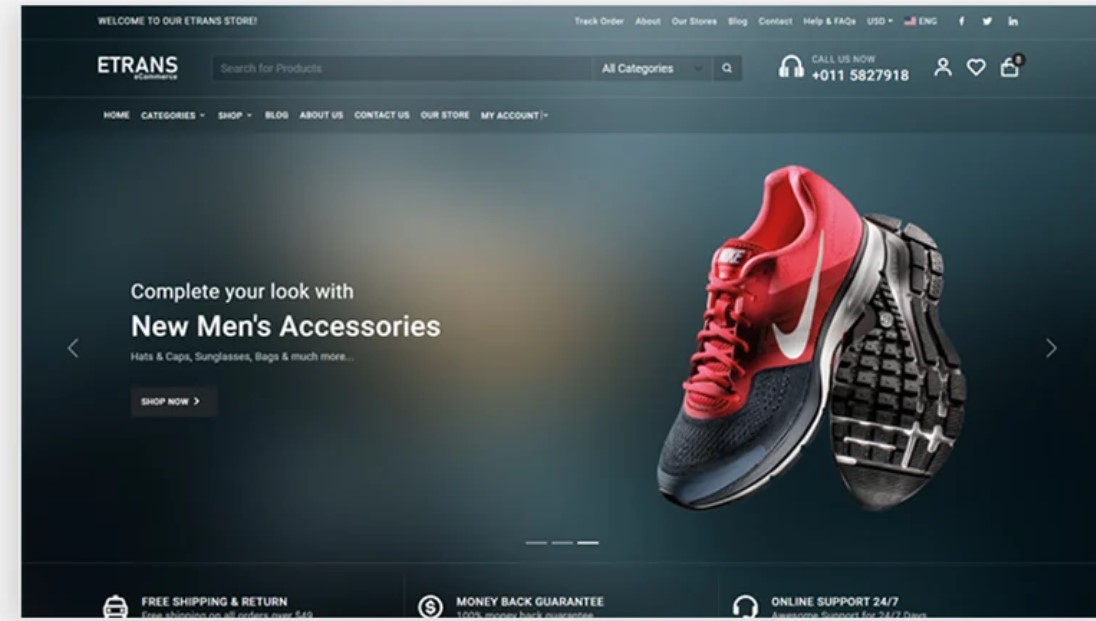 WELCOME TO OUR ETRANS STORE!
Track Order About Our Stores Blog Contact Help & FAQs USD ENG
ETRANS
eCommerce
Search for Products
All Categories
CALL US NOW
+011 5827918
HOME CATEGORIES SHOP BLOG ABOUT US CONTACT US OUR STORE MY ACCOUNT
Complete your look with
New Men's Accessories
Hats & Caps, Sunglasses, Bags & much more...
SHOP NOW
NIKE
FREE SHIPPING & RETURN
Free shipping on all orders over $49
MONEY BACK GUARANTEE
100% money back guarantee
ONLINE SUPPORT 24/7
Awesome Support for 24/7 Days